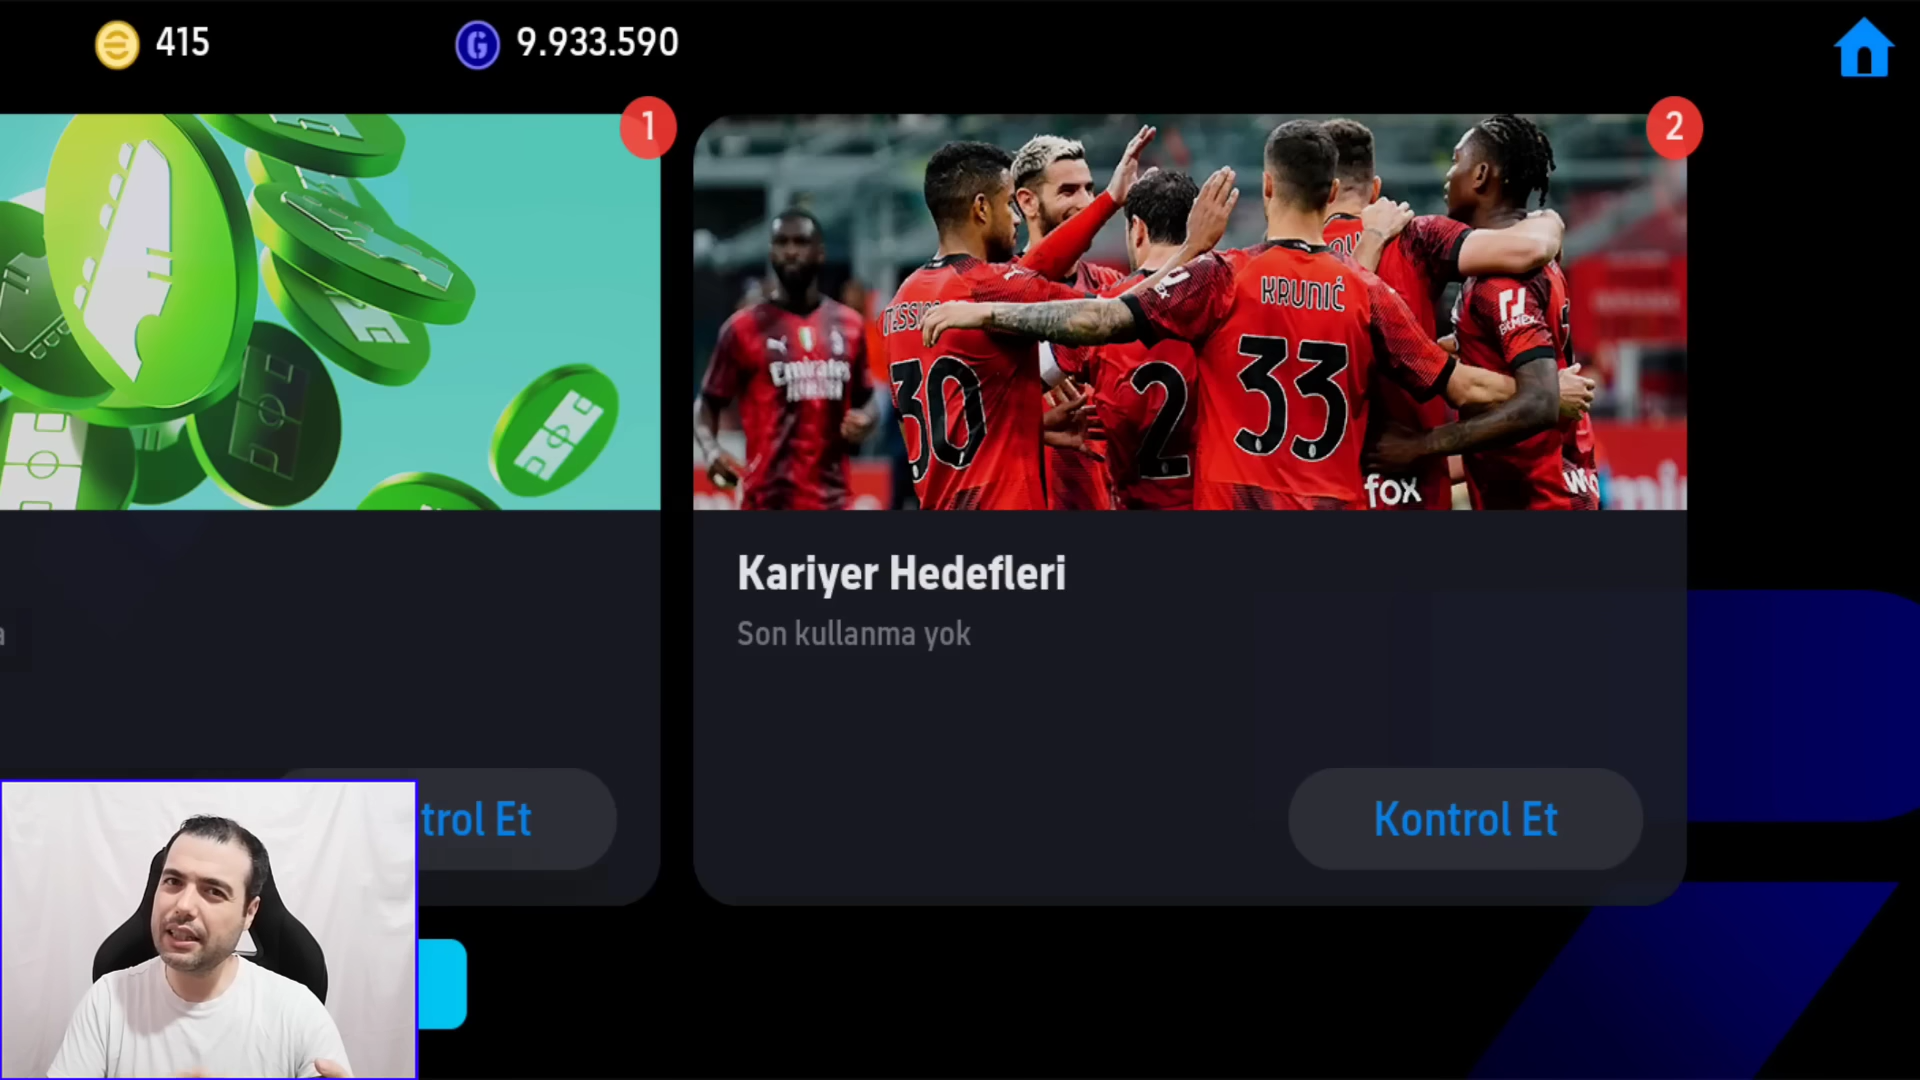 415
9.933.590
1
2
KRUNIĆ
30
2
33
Emirates
fox
BITMEX
Kariyer Hedefleri
Son kullanma yok
trol Et
Kontrol Et